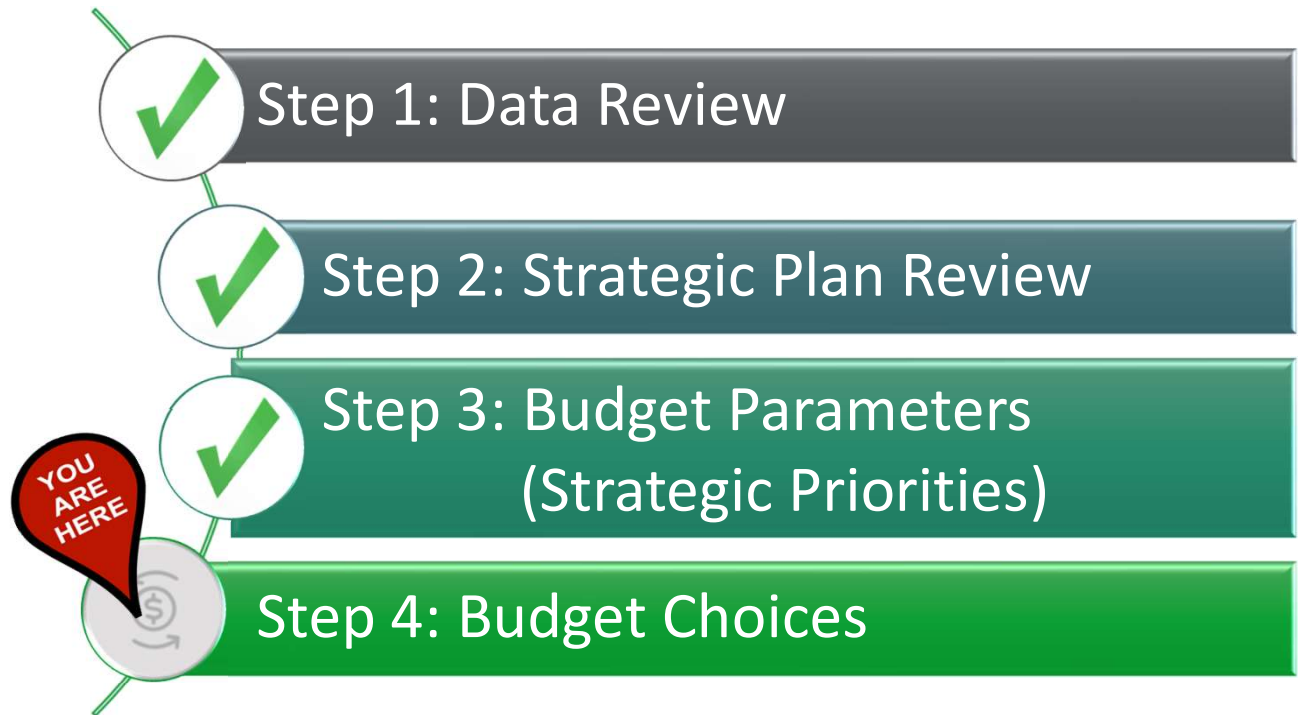 Step 1: Data Review
Step 2: Strategic Plan Review
Step 3: Budget Parameters
(Strategic Priorities)
YOU
ARE
HERE
$
Step 4: Budget Choices